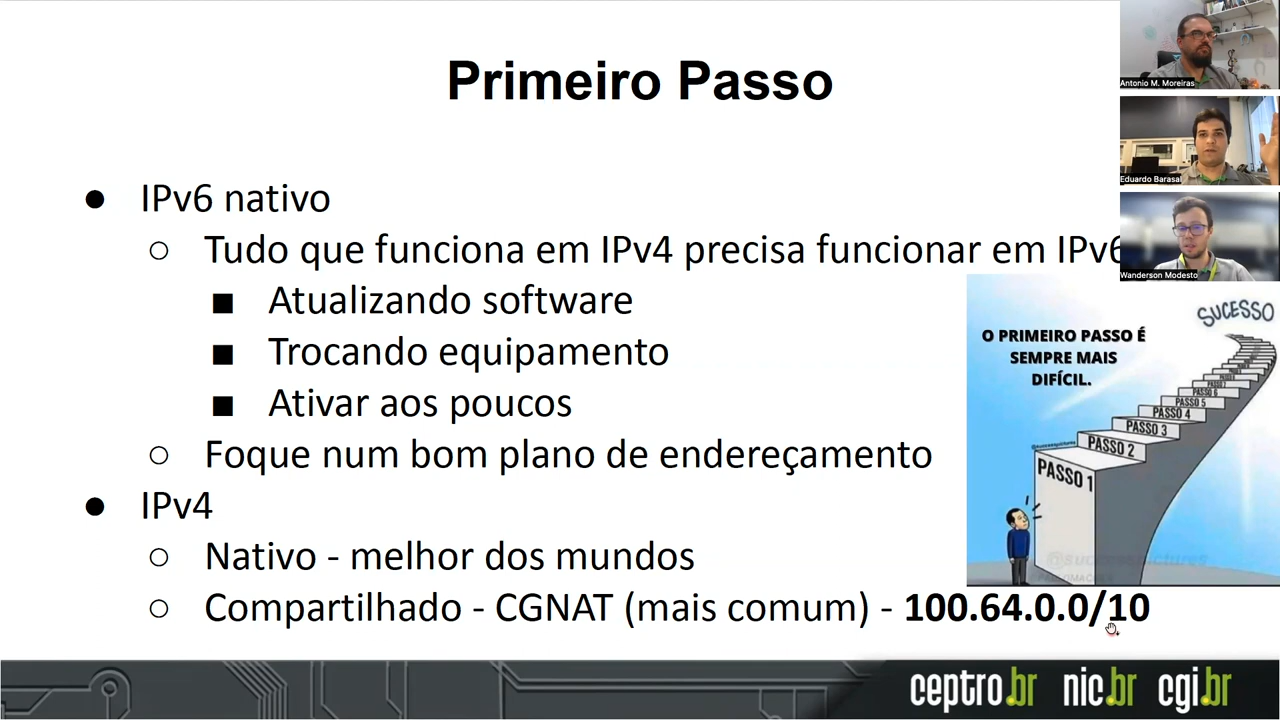 Primeiro Passo
● IPv6 nativo
○ Tudo que funciona em IPv4 precisa funcionar em IPv6
■ Atualizando software
■ Trocando equipamento
■ Ativar aos poucos
○ Foque num bom plano de endereçamento
● IPv4
○ Nativo - melhor dos mundos
○ Compartilhado - CGNAT (mais comum) - 100.64.0.0/10
Antonio M. Moreiras
Eduardo Barasal
Wanderson Modesto
SUCESSO
O PRIMEIRO PASSO É
SEMPRE MAIS
DIFÍCIL.
PASSO 6
PASSO 5
PASSO 4
PASSO 3
PASSO 2
PASSO 1
ceptro.br nic.br cgi.br